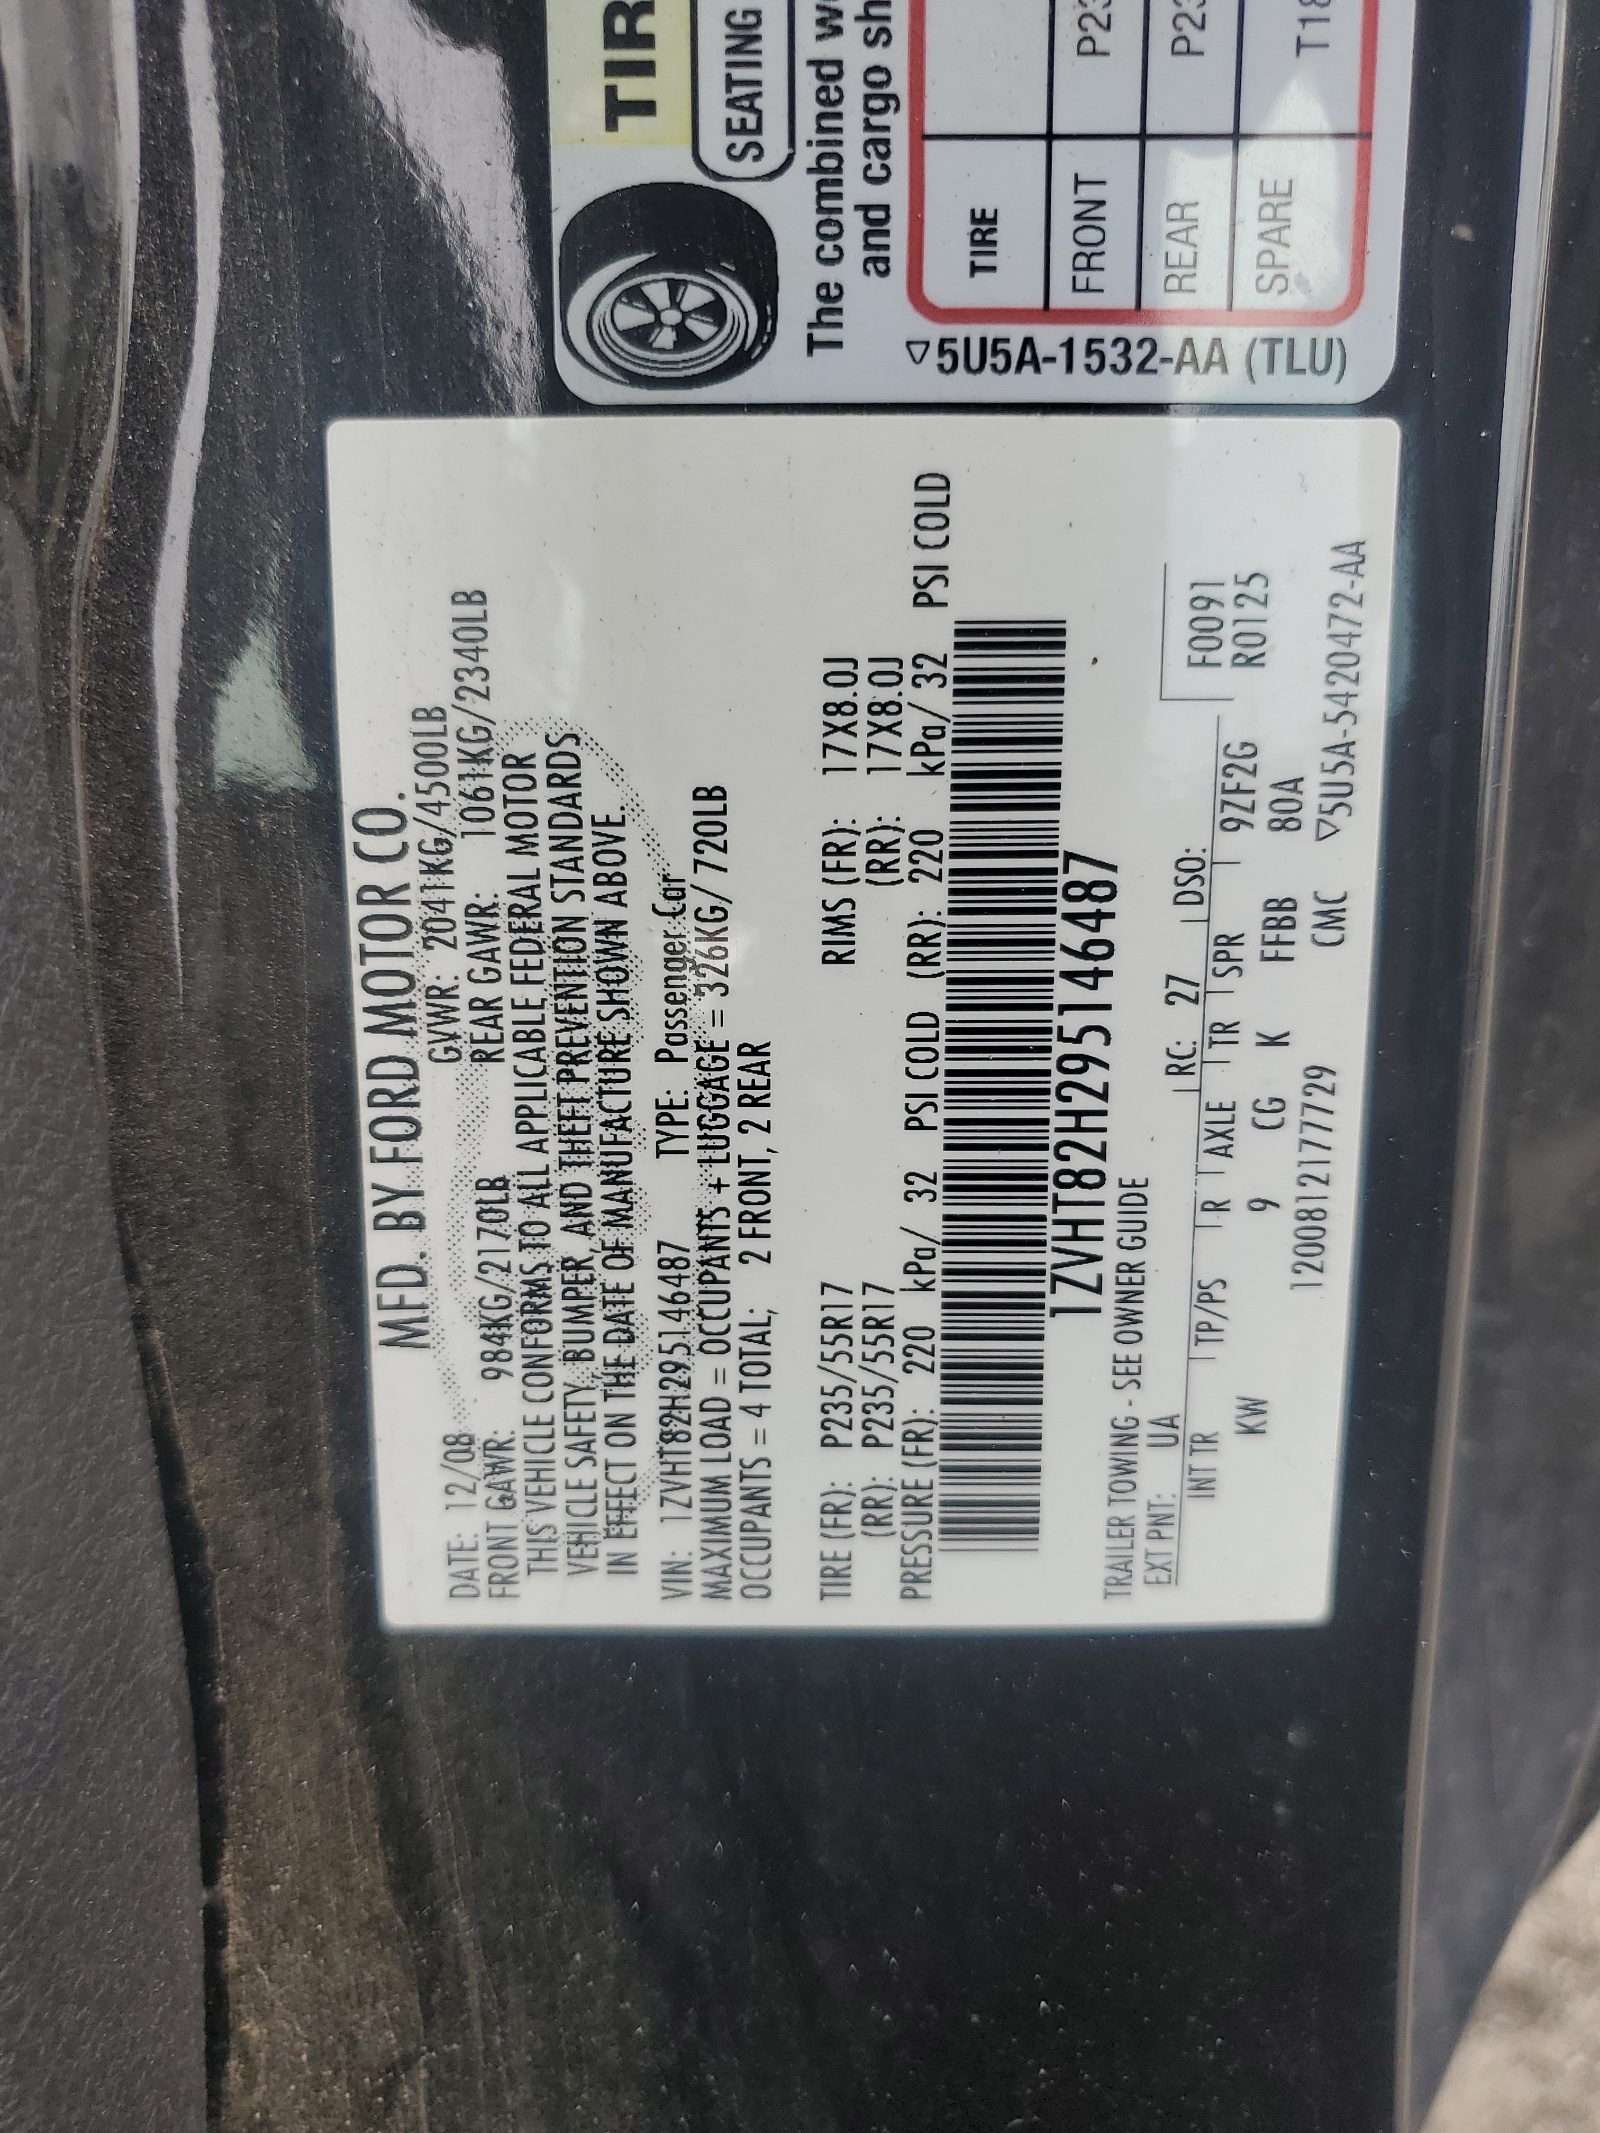 MFD. BY FORD MOTOR CO.
DATE: 12/08 GVWR: 2041KG/4500LB
FRONT GAWR: 984KG/2170LB REAR GAWR: 1061KG/2340LB
THIS VEHICLE CONFORMS TO ALL APPLICABLE FEDERAL MOTOR
VEHICLE SAFETY, BUMPER, AND THEFT PREVENTION STANDARDS
IN EFFECT ON THE DATE OF MANUFACTURE SHOWN ABOVE.
VIN: 1ZVHT82H295146487 TYPE: Passenger Car
MAXIMUM LOAD = OCCUPANTS + LUGGAGE = 326KG/720LB
OCCUPANTS = 4 TOTAL; 2 FRONT, 2 REAR
TIRE (FR): P235/55R17 RIMS (FR): 17X8.0J
(RR): P235/55R17 (RR): 17X8.0J
PRESSURE (FR): 220 kPa/ 32 PSI COLD (RR): 220 kPa/ 32 PSI COLD
1ZVHT82H295146487
TRAILER TOWING - SEE OWNER GUIDE
EXT PNT: UA RC: 27 DSO: F0091
R0125
INT TR TP/PS R AXLE TR SPR 9ZF2G
KW 9 CG K FFBB 80A
1200812177729 CMC ▽5U5A-5420472-AA
TIR
SEATING
The combined
and cargo
TIRE
FRONT P23
REAR P23
SPARE T18
▽5U5A-1532-AA (TLU)